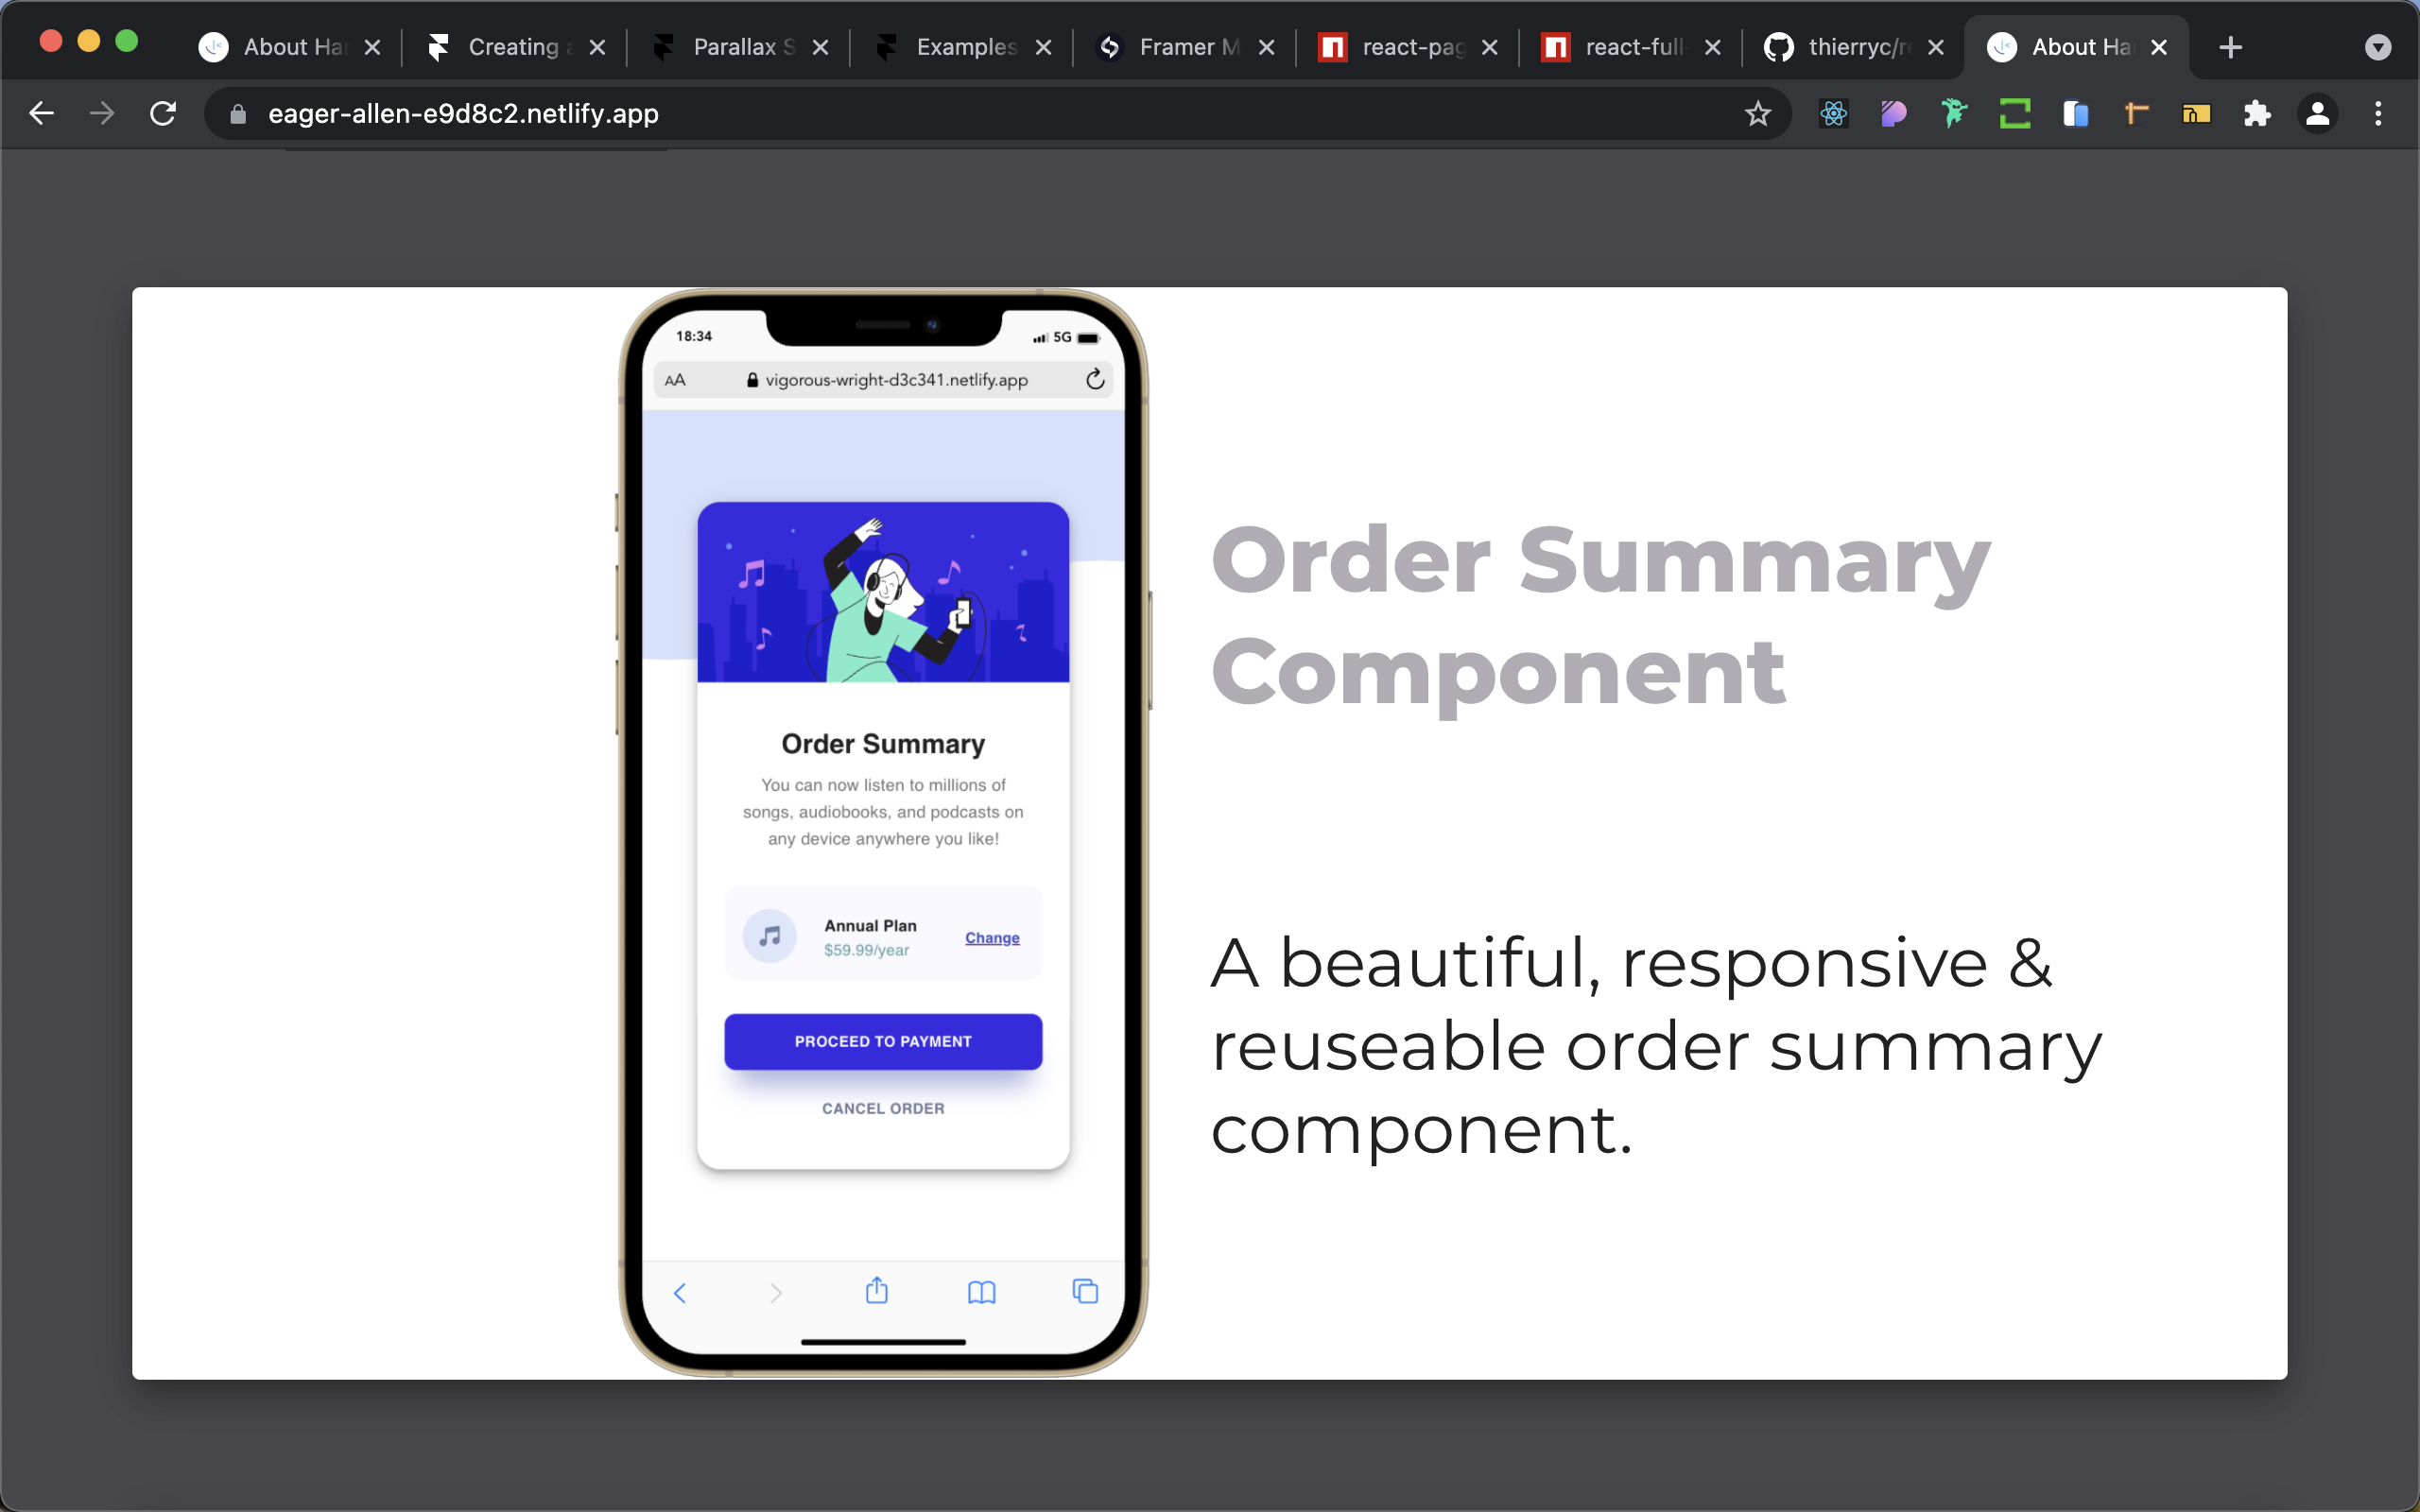 About Ha
Creating
Parallax S
Examples
Framer M
react-pag
react-full
thierryc/re
About Ha
eager-allen-e9d8c2.netlify.app
18:34
5G
AA
vigorous-wright-d3c341.netlify.app
Order Summary
You can now listen to millions of
songs, audiobooks, and podcasts on
any device anywhere you like!
Annual Plan
$59.99/year
Change
PROCEED TO PAYMENT
CANCEL ORDER
Order Summary
Component
A beautiful, responsive &
reuseable order summary
component.